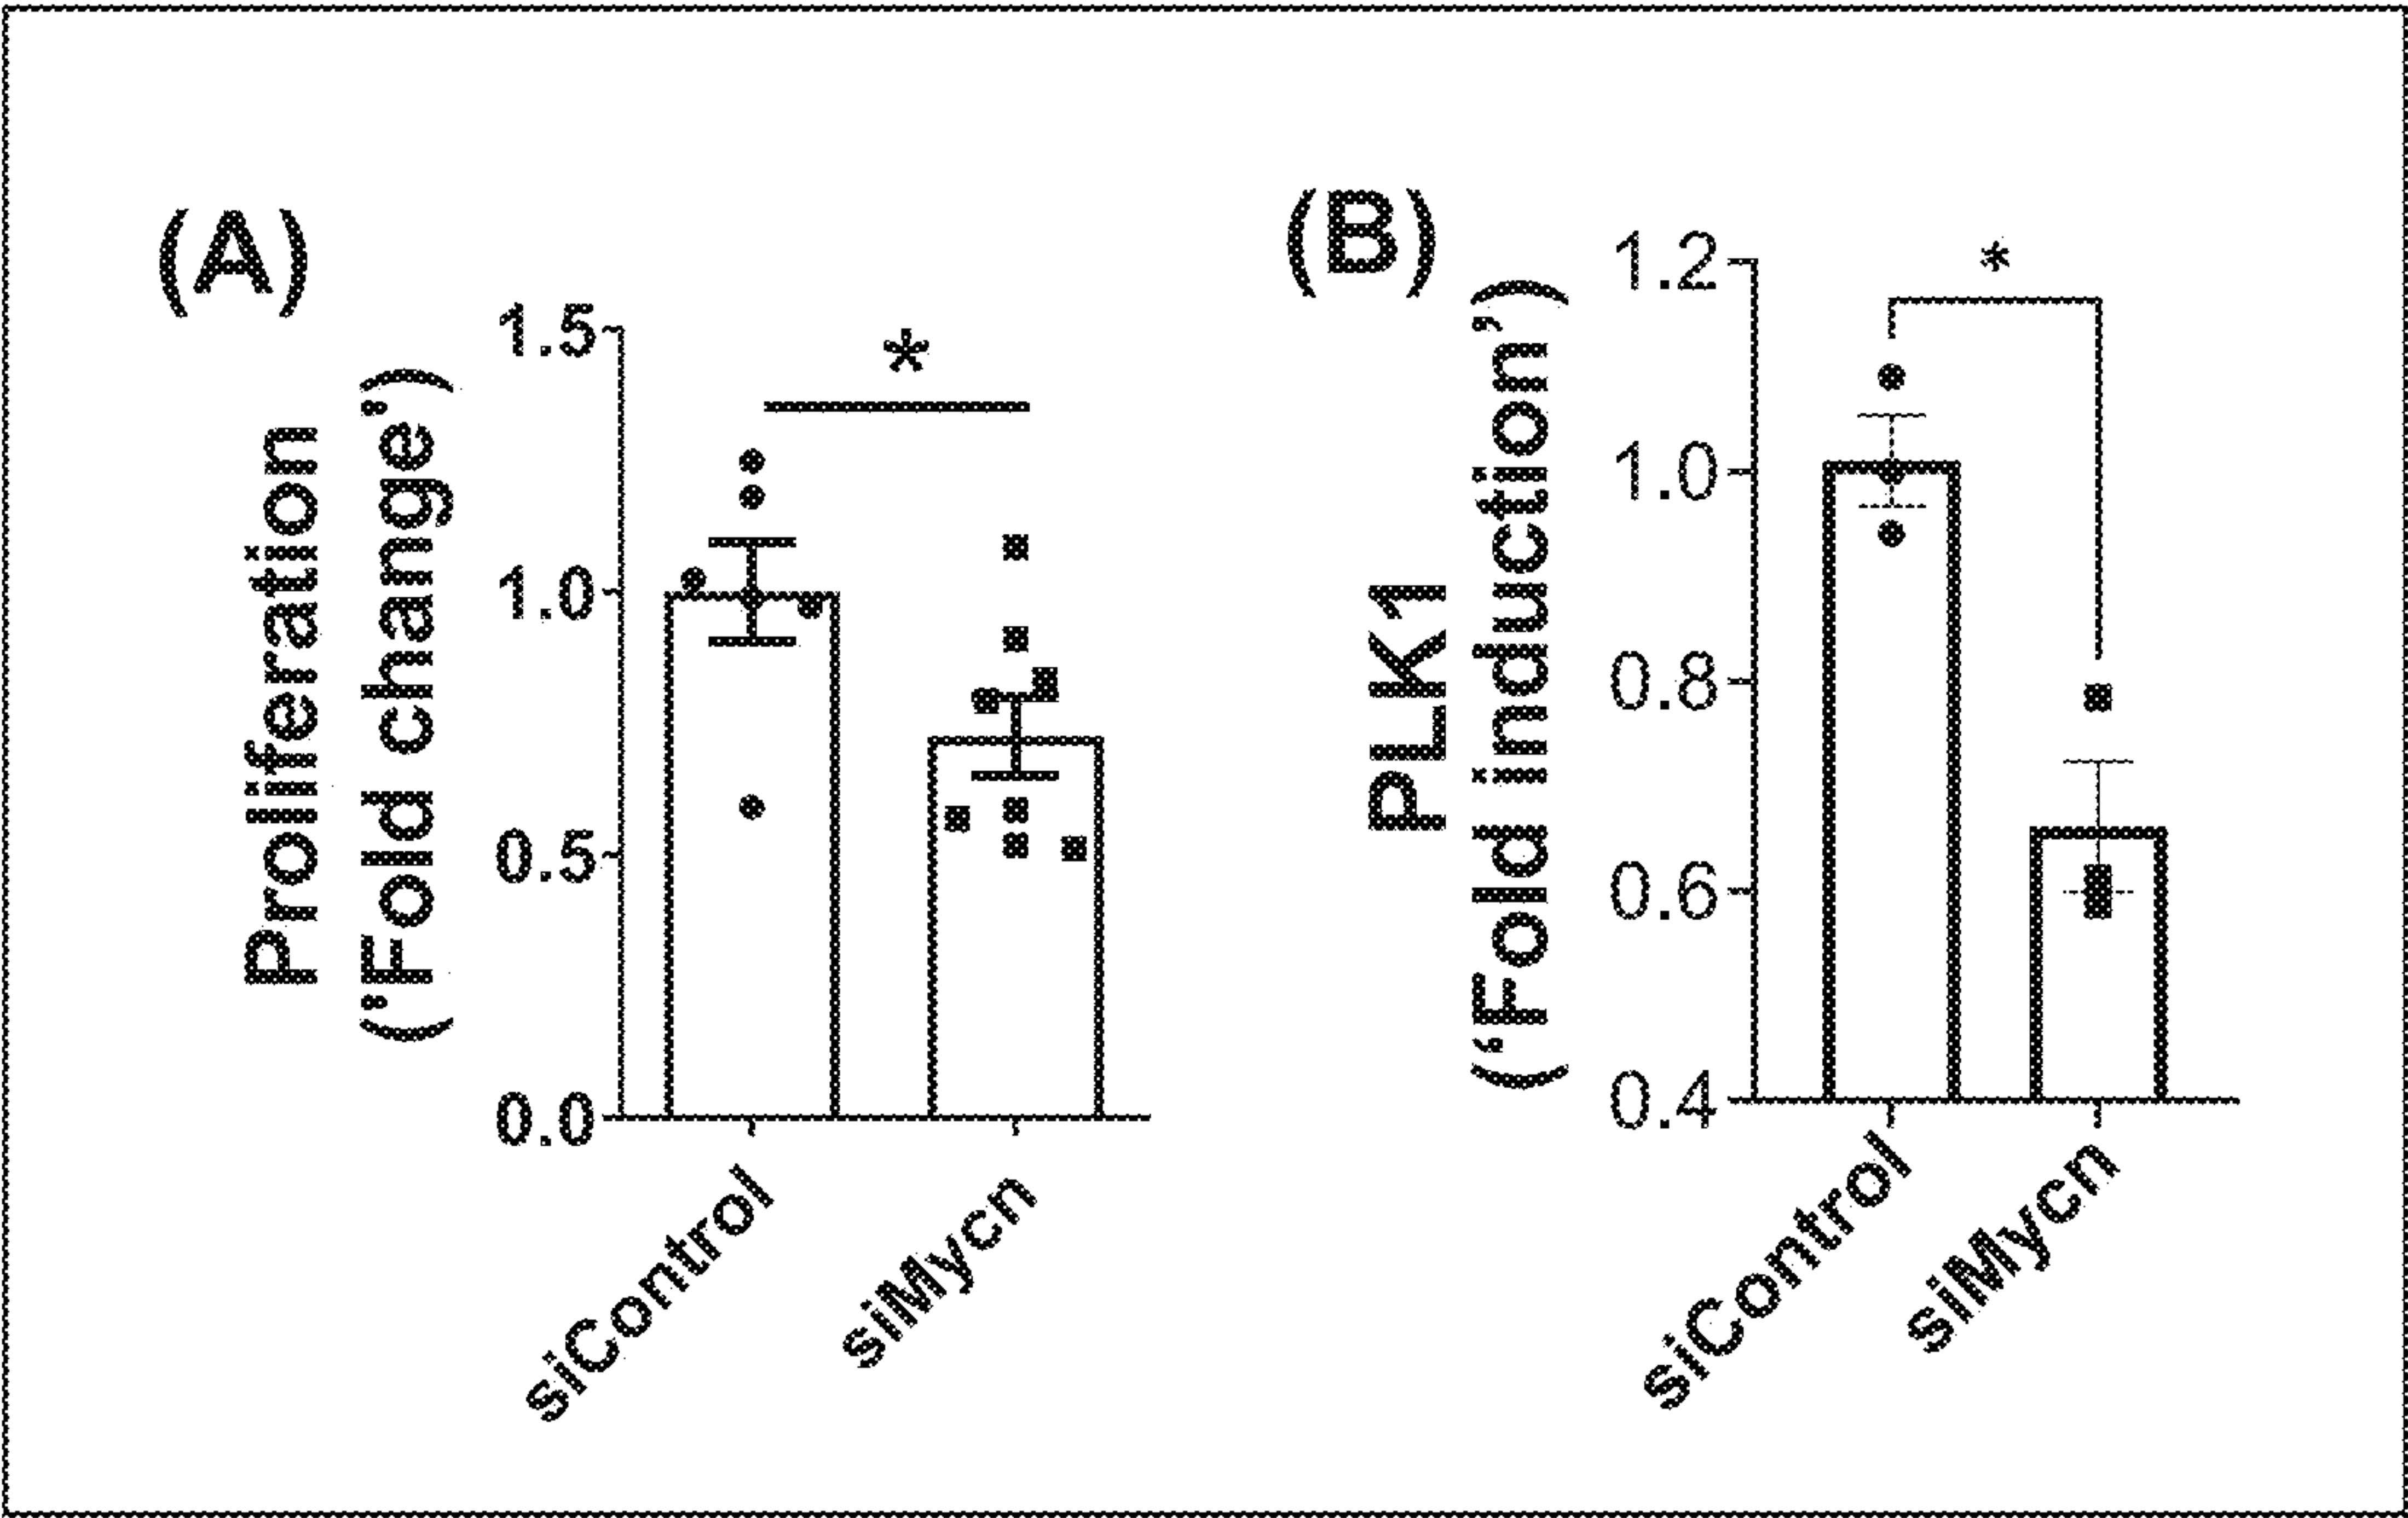 (A)
Proliferation
('Fold change')
1.5
1.0
0.5
0.0
*
siControl
siMycn
(B)
PLK1
('Fold induction')
1.2
1.0
0.8
0.6
0.4
*
siControl
siMycn